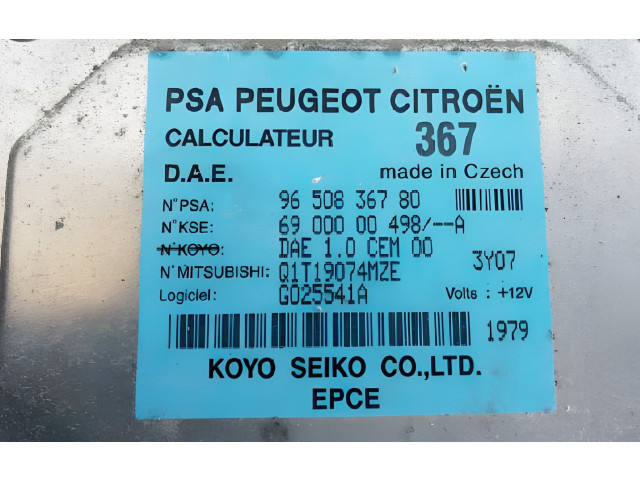 PSA PEUGEOT CITROËN
CALCULATEUR 367
D.A.E. made in Czech
N°PSA: 96 508 367 80
N°KSE: 69 000 00 498/--A
N°KOYO: DAE 1.0 CEM 00
N°MITSUBISHI: Q1T19074MZE 3Y07
Logiciel: G025541A Volts : +12V
1979
KOYO SEIKO CO.,LTD.
EPCE